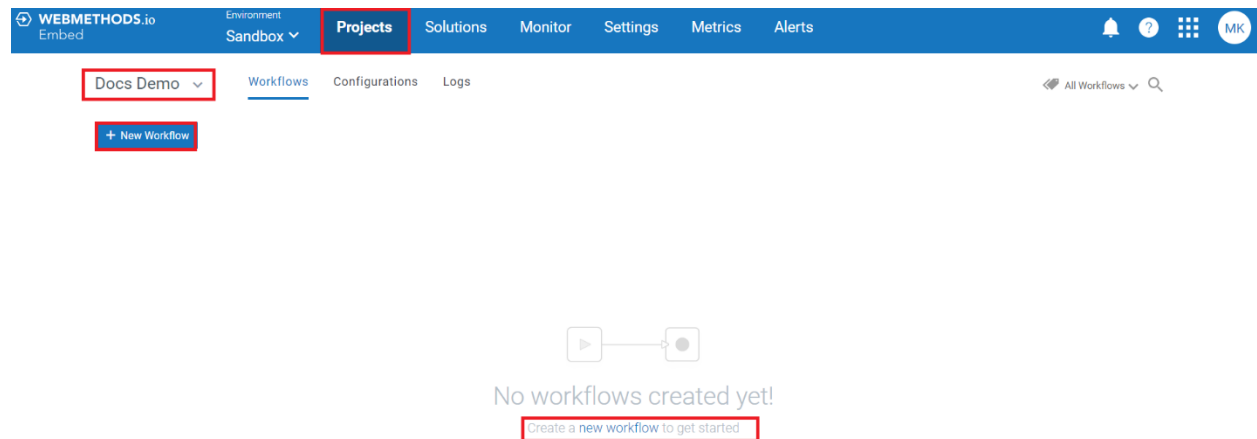 WEBMETHODS.io
Embed
Environment
Sandbox
Projects
Solutions
Monitor
Settings
Metrics
Alerts
?
MK
Docs Demo
Workflows
Configurations
Logs
All Workflows
+ New Workflow
No workflows created yet!
Create a new workflow to get started